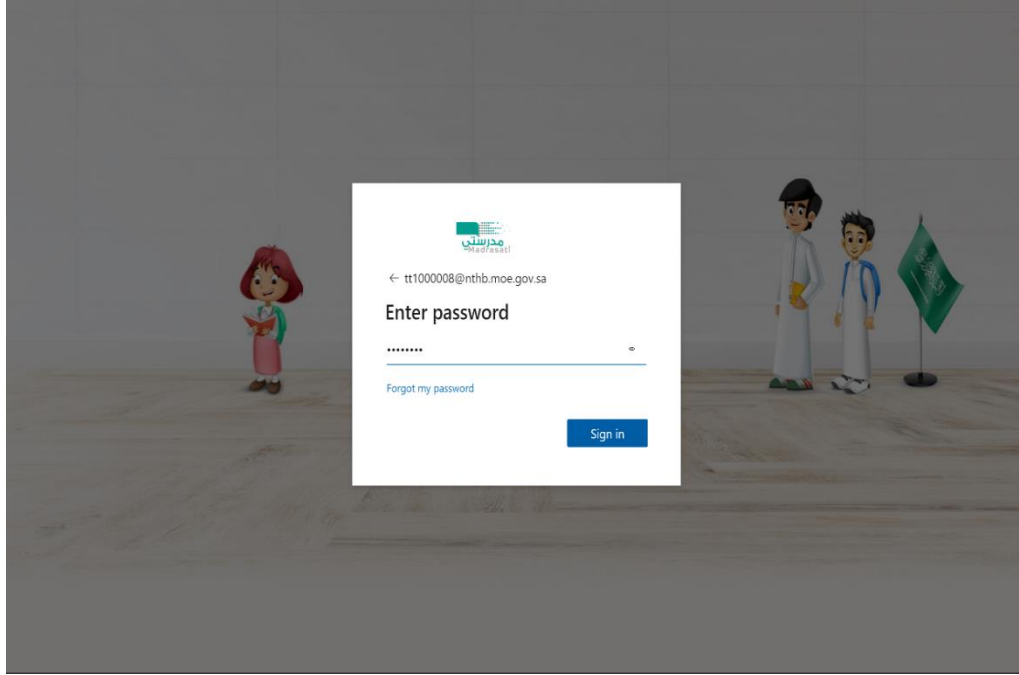 مدرستي
Madrasati
← tt1000008@nthb.moe.gov.sa
Enter password
••••••••
Forgot my password
Sign in